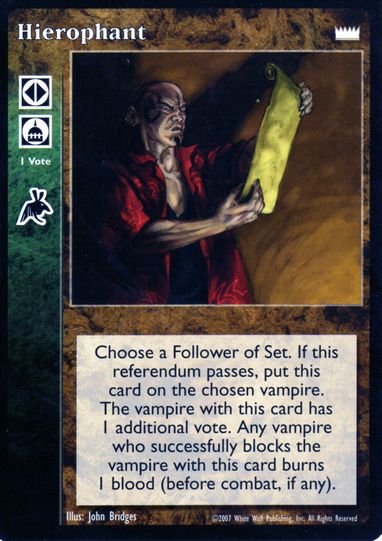 Hierophant
1 Vote
Choose a Follower of Set. If this
referendum passes, put this
card on the chosen vampire.
The vampire with this card has
1 additional vote. Any vampire
who successfully blocks the
vampire with this card burns
1 blood (before combat, if any).
Illus: John Bridges
©2007 White Wolf Publishing, Inc. All Rights Reserved